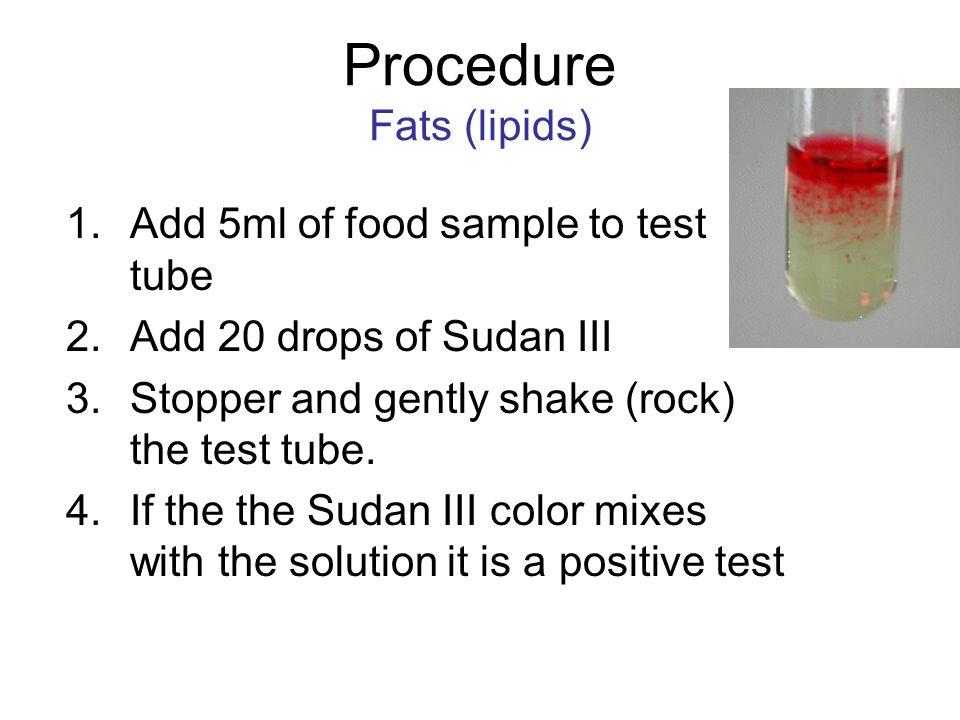 Procedure
Fats (lipids)
1. Add 5ml of food sample to test
tube
2. Add 20 drops of Sudan III
3. Stopper and gently shake (rock)
the test tube.
4. If the the Sudan III color mixes
with the solution it is a positive test